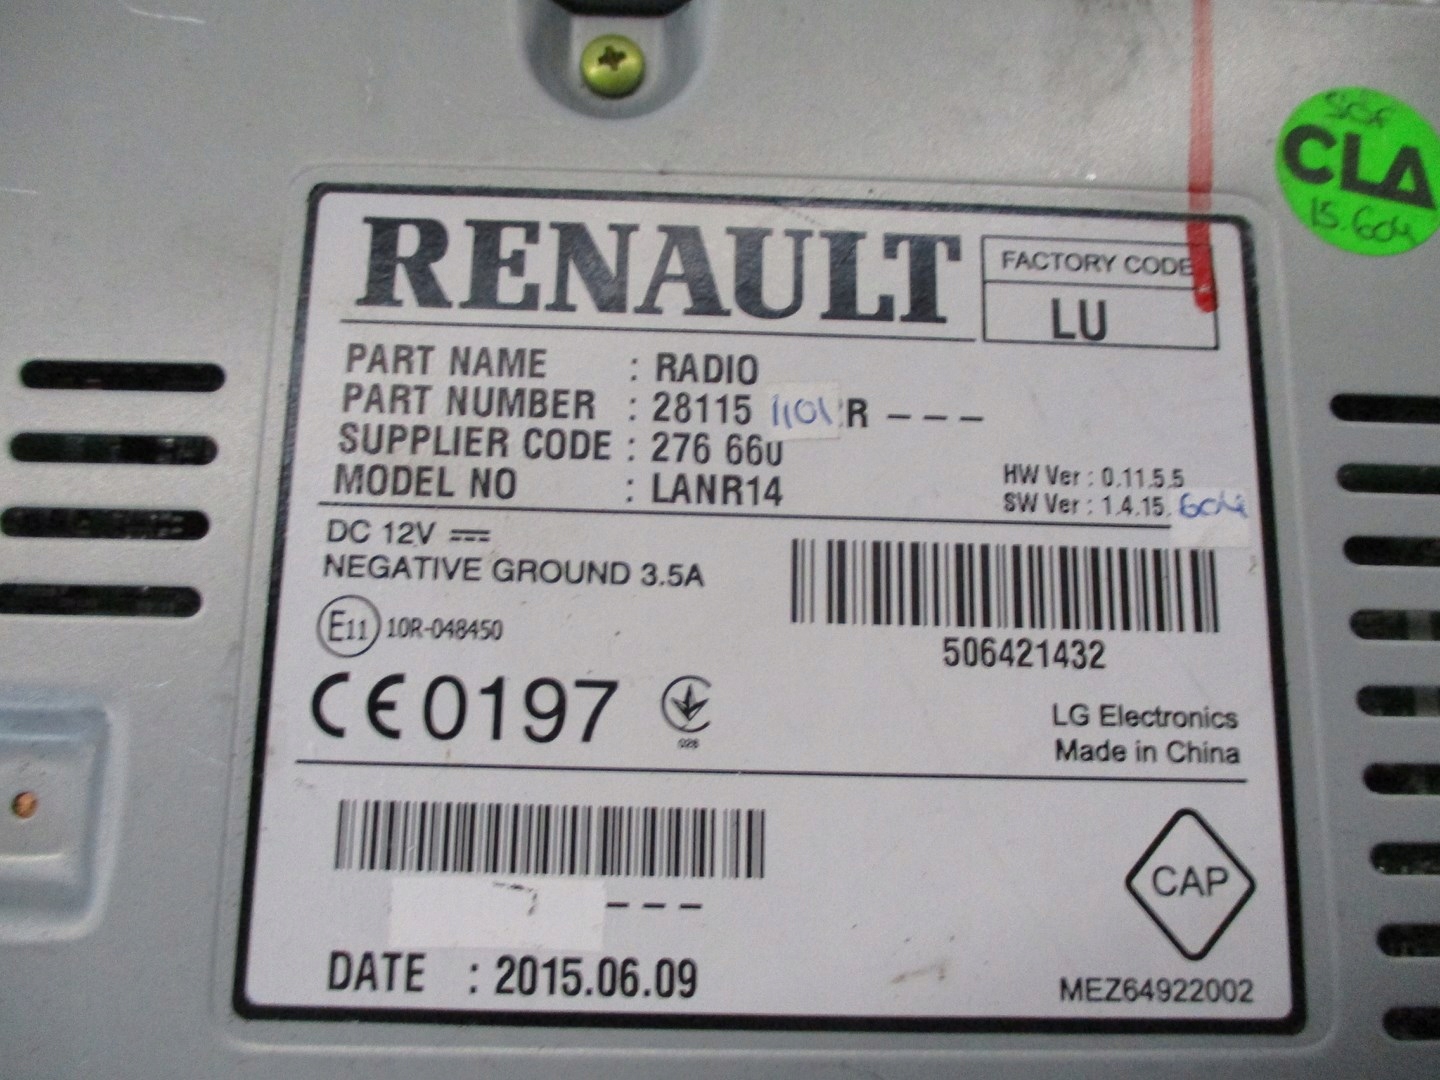 SOF
CLA
15.604
RENAULT
FACTORY CODE
LU
PART NAME : RADIO
PART NUMBER : 28115 1101 R - - -
SUPPLIER CODE : 276 660
MODEL NO : LANR14
HW Ver : 0.11.5.5
SW Ver : 1.4.15.604
DC 12V
NEGATIVE GROUND 3.5A
E11 10R-048450
506421432
CE0197
028
LG Electronics
Made in China
- - -
CAP
DATE : 2015.06.09
MEZ64922002